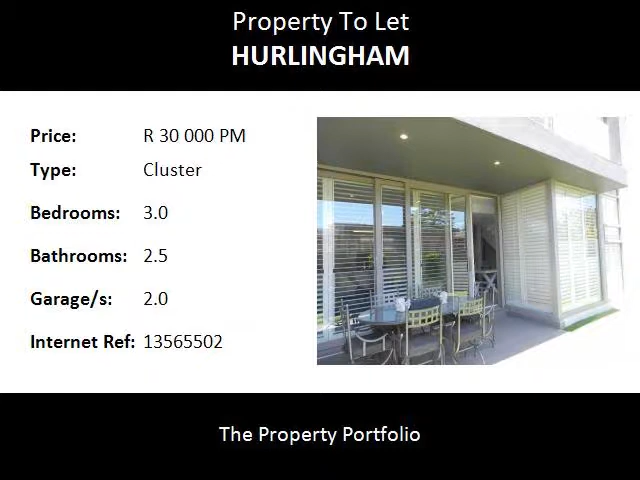 Property To Let
HURLINGHAM
Price: R 30 000 PM
Type: Cluster
Bedrooms: 3.0
Bathrooms: 2.5
Garage/s: 2.0
Internet Ref: 13565502
The Property Portfolio